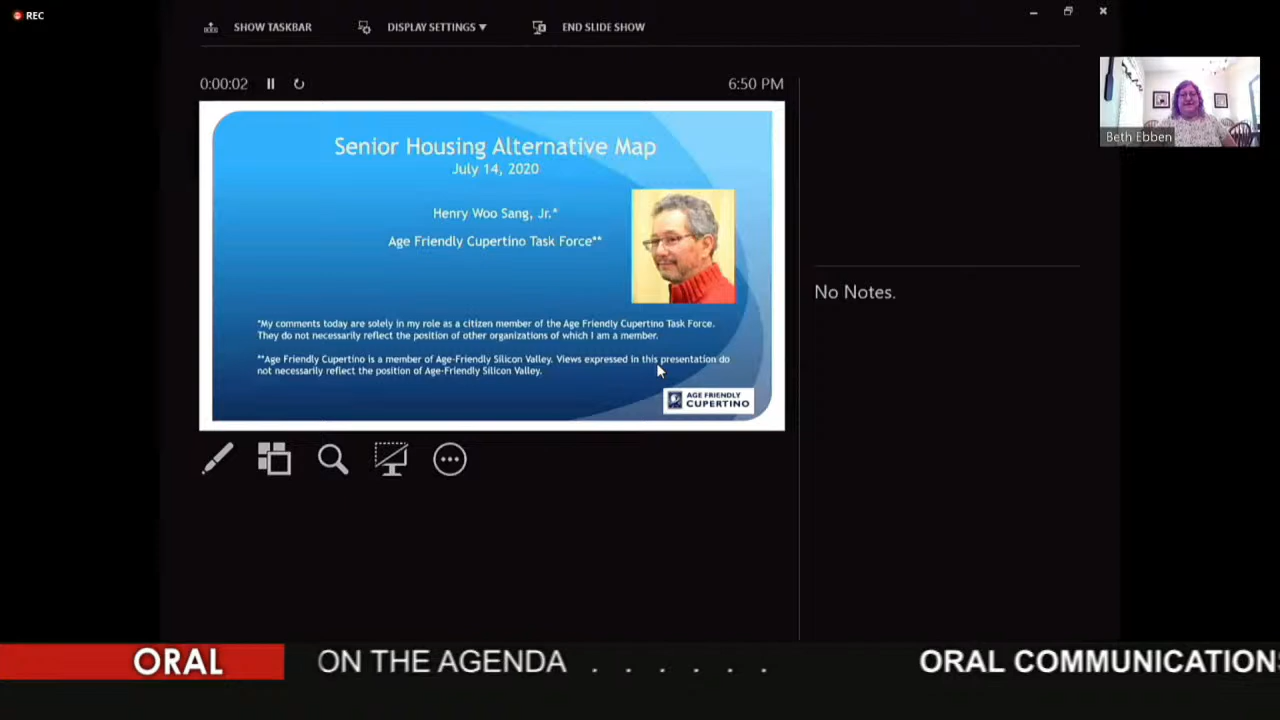 REC
SHOW TASKBAR
DISPLAY SETTINGS
END SLIDE SHOW
0:00:02
6:50 PM
Senior Housing Alternative Map
July 14, 2020
Henry Woo Sang, Jr.*
Age Friendly Cupertino Task Force**
*My comments today are solely in my role as a citizen member of the Age Friendly Cupertino Task Force.
They do not necessarily reflect the position of other organizations of which I am a member.
**Age Friendly Cupertino is a member of Age-Friendly Silicon Valley. Views expressed in this presentation do
not necessarily reflect the position of Age-Friendly Silicon Valley.
AGE FRIENDLY
CUPERTINO
No Notes.
Beth Ebben
ORAL
ON THE AGENDA . . . . . .
ORAL COMMUNICATIONS